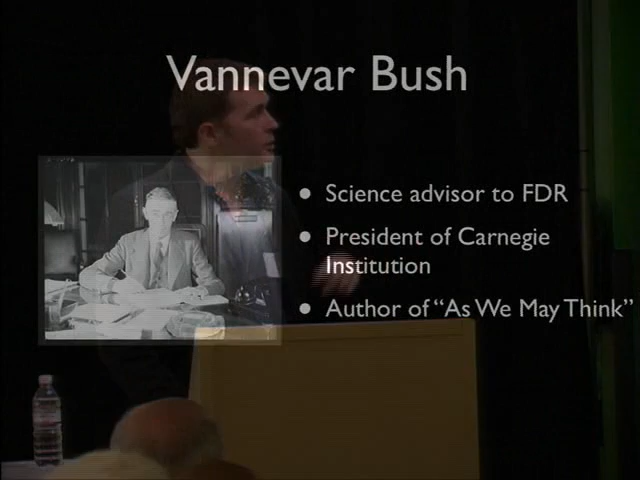 Vannevar Bush
• Science advisor to FDR
• President of Carnegie
Institution
• Author of “As We May Think”